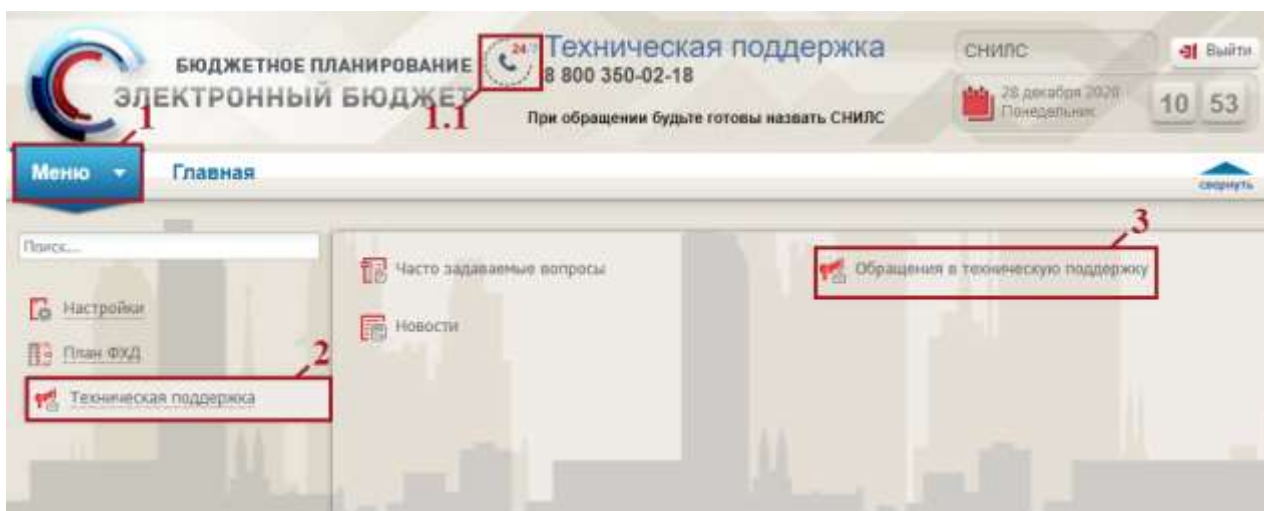 БЮДЖЕТНОЕ ПЛАНИРОВАНИЕ
ЭЛЕКТРОННЫЙ БЮДЖЕТ
24/7
Техническая поддержка
8 800 350-02-18
При обращении будьте готовы назвать СНИЛС
СНИЛС
Выйти
28 декабря 2020
Понедельник
10 53
1
1.1
Меню
Главная
свернуть
Поиск...
Настройки
План ФХД
2
Техническая поддержка
Часто задаваемые вопросы
Новости
3
Обращения в техническую поддержку